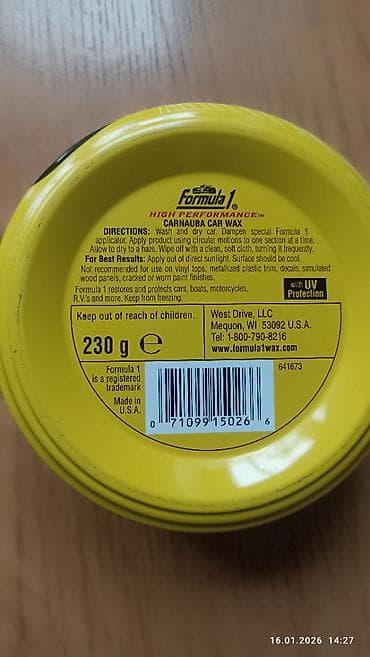 Formula 1®
HIGH PERFORMANCE™
CARNAUBA CAR WAX
DIRECTIONS: Wash and dry car. Dampen special Formula 1
applicator. Apply product using circular motions to one section at a time.
Allow to dry to a haze. Wipe off with a clean, soft cloth, turning it frequently.
For Best Results: Apply out of direct sunlight. Surface should be cool.
Not recommended for use on vinyl tops, metallized plastic trim, decals, simulated
wood panels, cracked or worn paint finishes.
Formula 1 restores and protects cars, boats, motorcycles,
R.V.'s and more. Keep from freezing.
with UV
Protection
Keep out of reach of children.
230 g ℮
West Drive, LLC
Mequon, WI 53092 U.S.A.
Tel: 1-800-790-8216
www.formula1wax.com
Formula 1
is a registered
trademark
Made in
U.S.A.
641673
0 71099 15026 6
16.01.2026 14:27